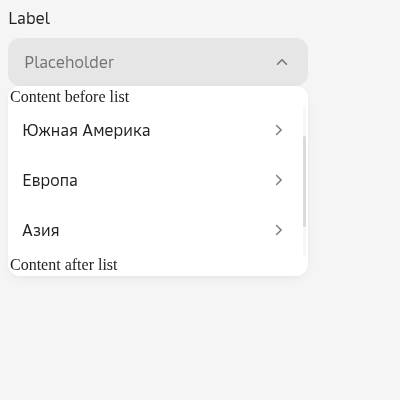 Label
Placeholder
Content before list
Южная Америка
Европа
Азия
Content after list